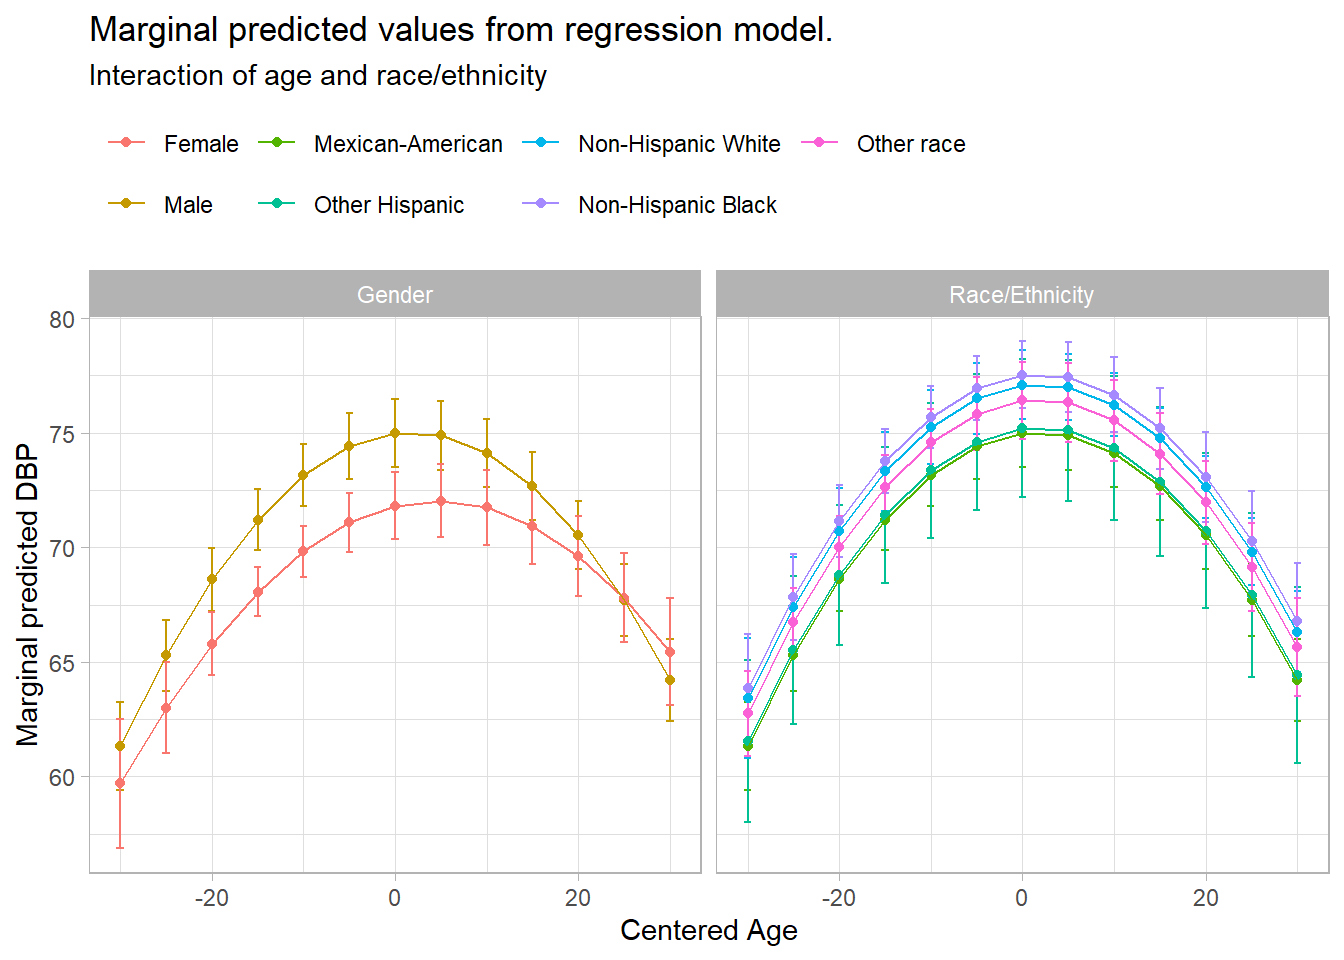 Marginal predicted values from regression model.
Interaction of age and race/ethnicity
Female Mexican-American Non-Hispanic White Other race
Male Other Hispanic Non-Hispanic Black
Gender Race/Ethnicity
80
75
70
65
60
Marginal predicted DBP
-20 0 20 -20 0 20
Centered Age